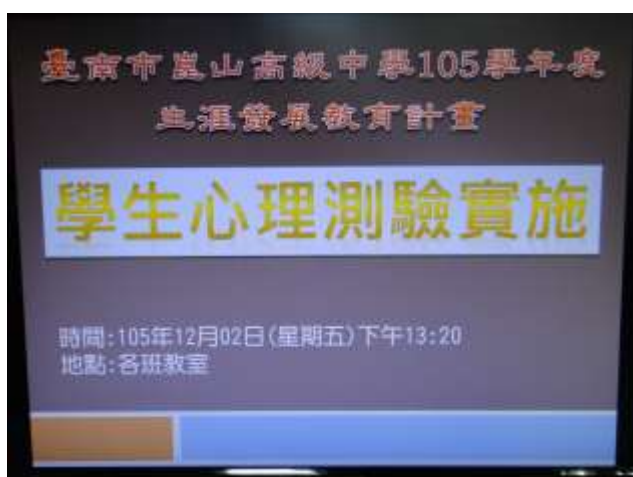 臺南市崑山高級中學105學年度
生涯發展教育計畫
學生心理測驗實施
時間:105年12月02日(星期五)下午13:20
地點:各班教室